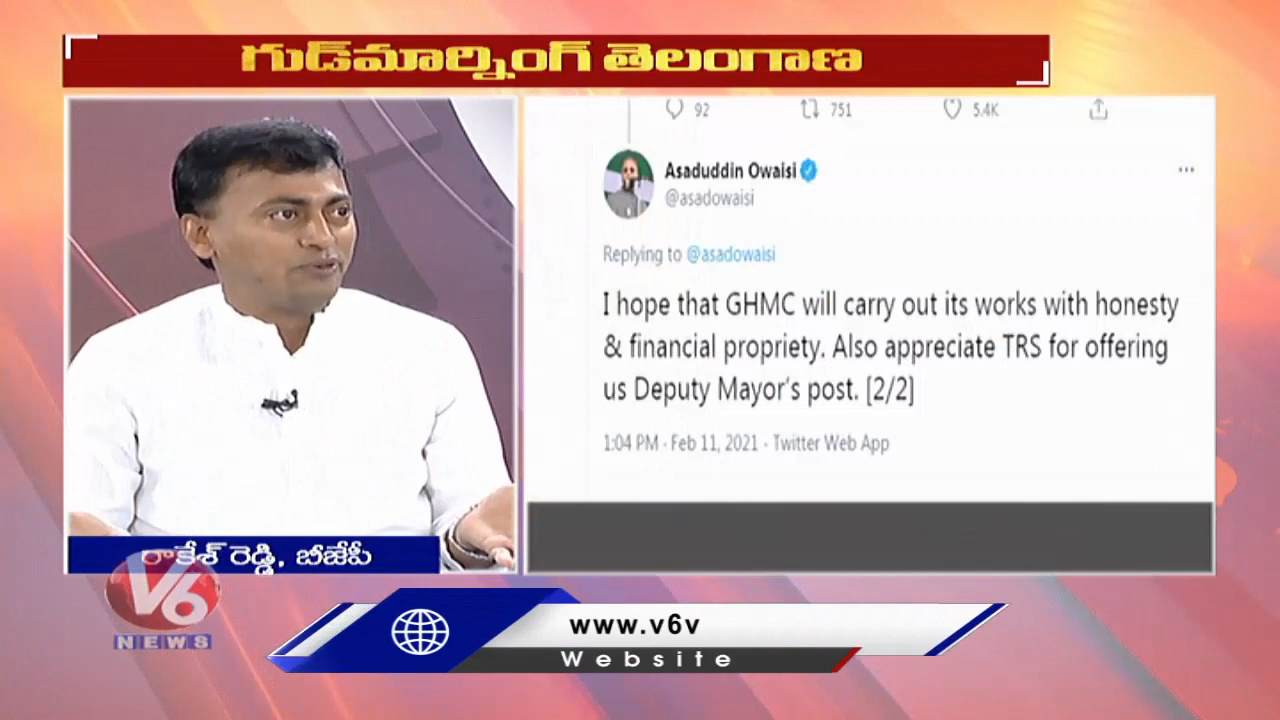 గుడ్‌మార్నింగ్ తెలంగాణ
92 751 5.4K
Asaduddin Owaisi
@asadowaisi
Replying to @asadowaisi
I hope that GHMC will carry out its works with honesty
& financial propriety. Also appreciate TRS for offering
us Deputy Mayor's post. [2/2]
1:04 PM · Feb 11, 2021 · Twitter Web App
రాకేశ్ రెడ్డి, బీజేపీ
V6
NEWS
www.v6v
Website